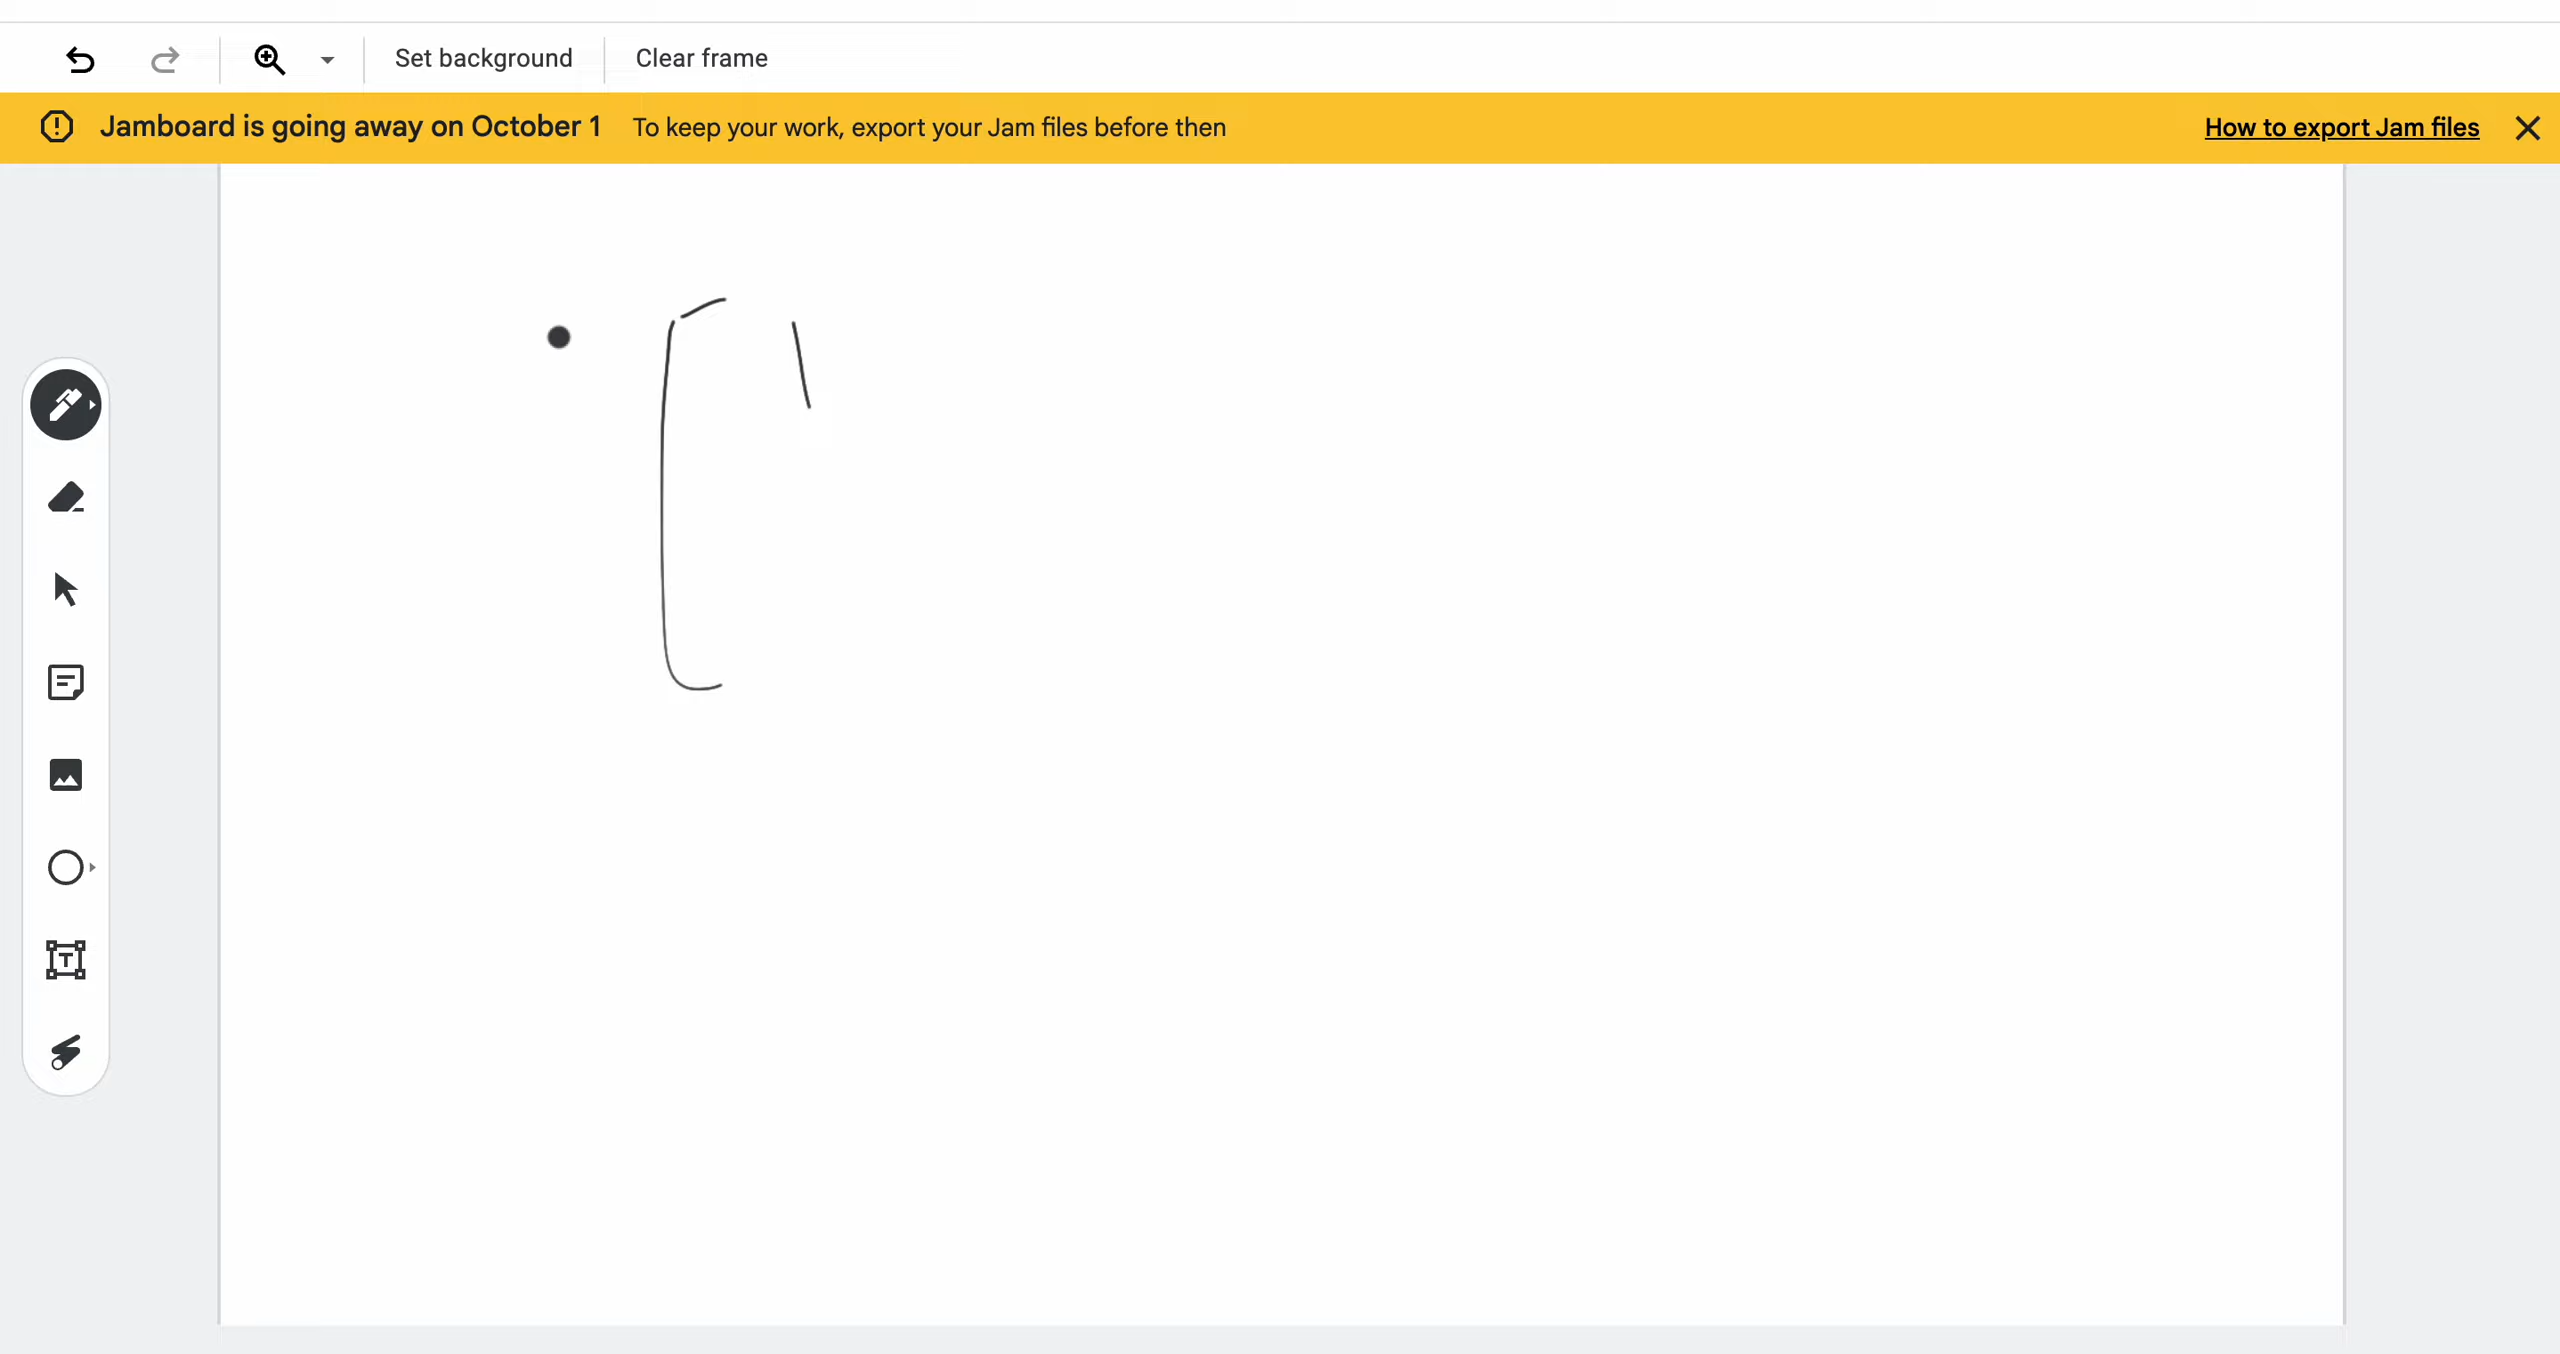 Set background Clear frame
Jamboard is going away on October 1 To keep your work, export your Jam files before then How to export Jam files
[ 1
T